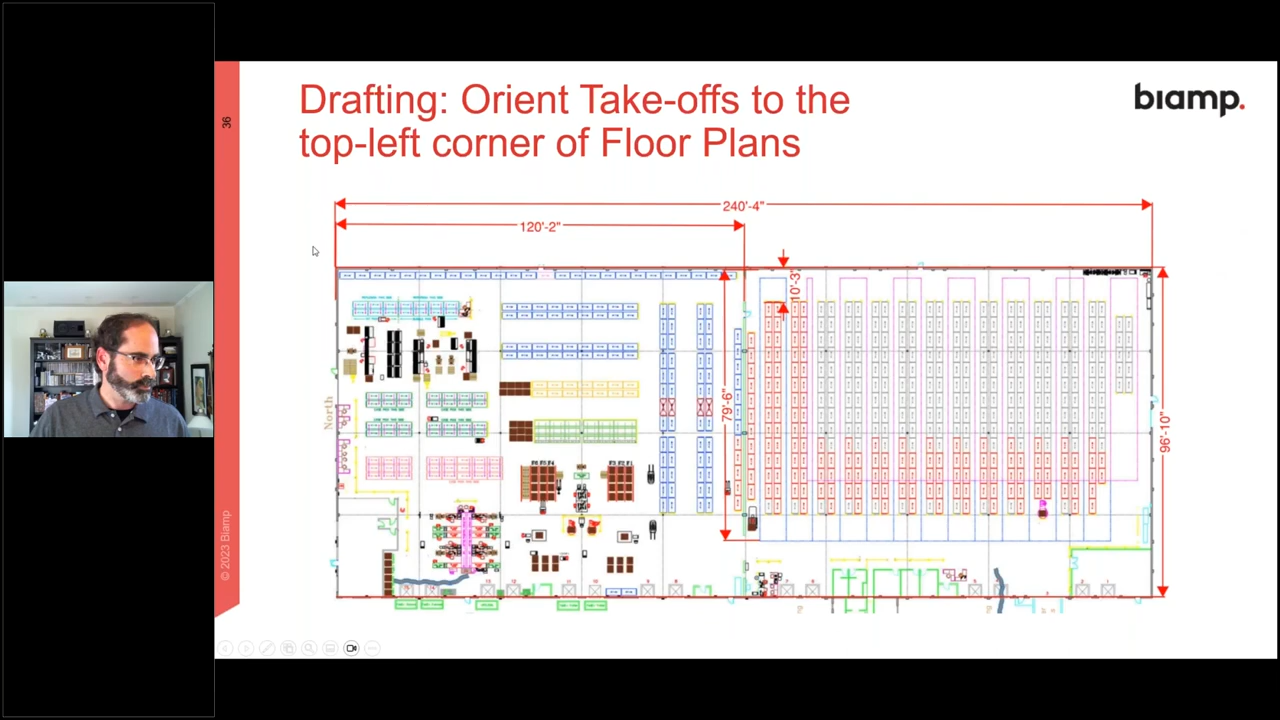 Drafting: Orient Take-offs to the
top-left corner of Floor Plans
biamp.
36
240'-4"
120'-2"
10'-3"
79'-6"
96'-10"
North
© 2023 Biamp